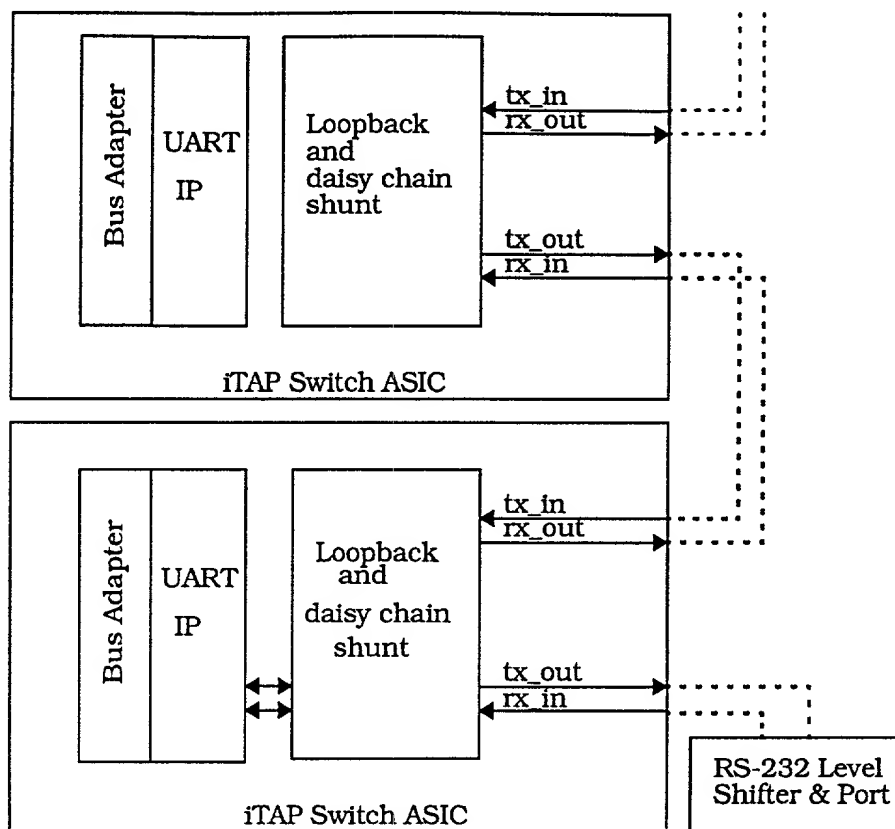 Bus Adapter
UART
IP
Loopback
and
daisy chain
shunt
tx_in
rx_out
tx_out
rx_in
iTAP Switch ASIC
Bus Adapter
UART
IP
Loopback
and
daisy chain
shunt
tx_in
rx_out
tx_out
rx_in
iTAP Switch ASIC
RS-232 Level
Shifter & Port